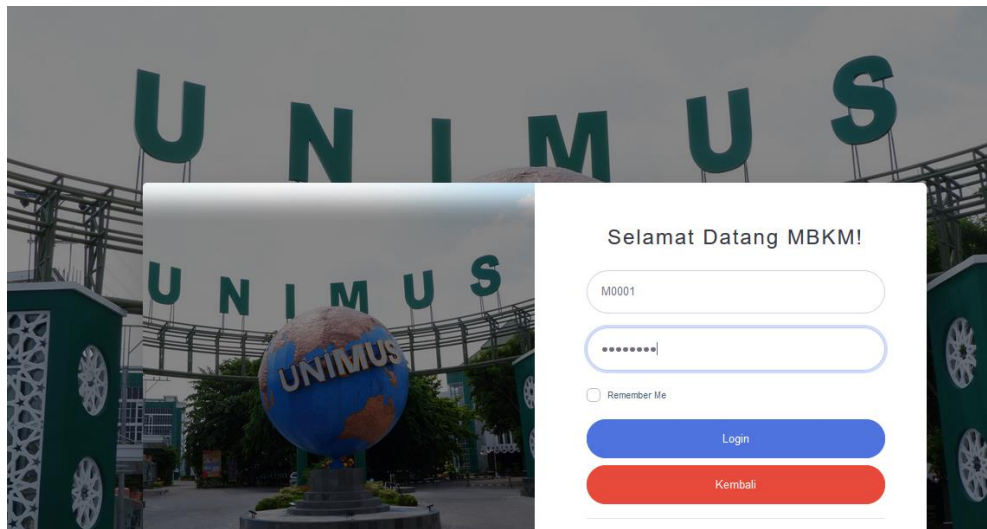 UNIMUS
UNIMUS
UNIMUS
Selamat Datang MBKM!
M0001
••••••••
Remember Me
Login
Kembali